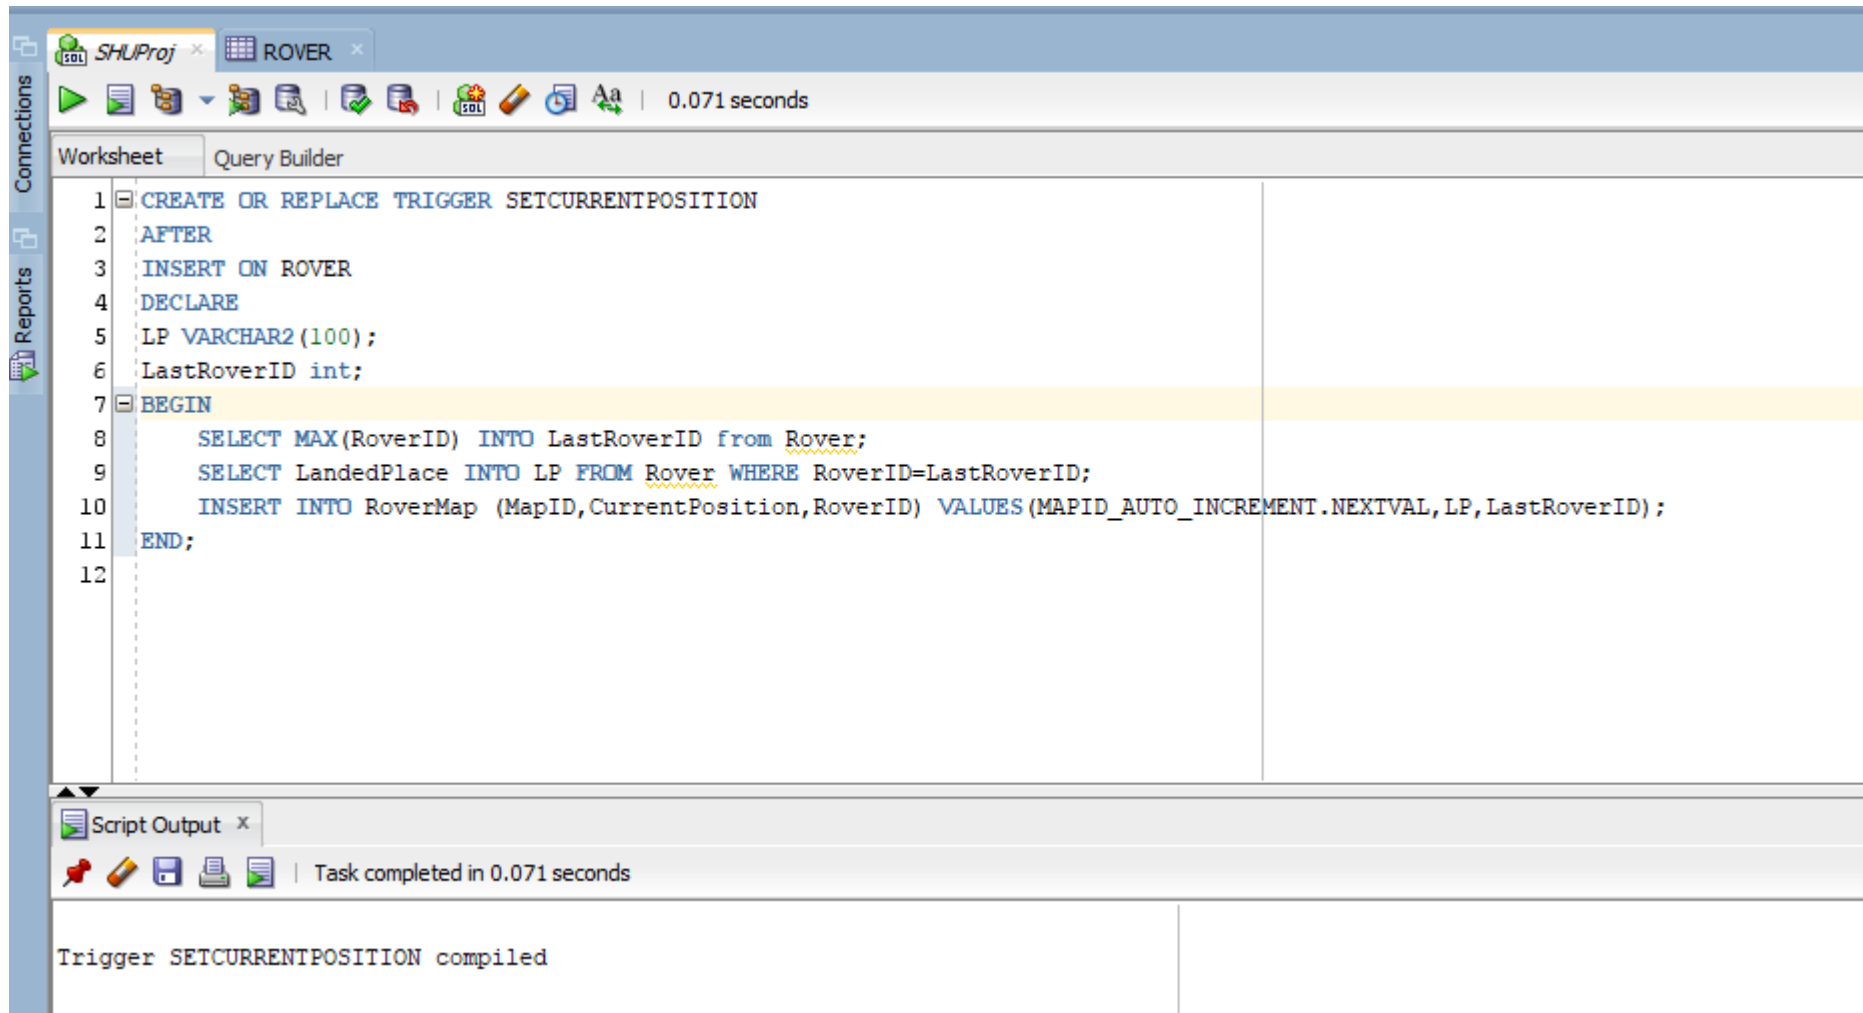 SHUProj × ROVER ×
0.071 seconds
Connections
Reports
Worksheet Query Builder
1 CREATE OR REPLACE TRIGGER SETCURRENTPOSITION
2 AFTER
3 INSERT ON ROVER
4 DECLARE
5 LP VARCHAR2(100);
6 LastRoverID int;
7 BEGIN
8 SELECT MAX(RoverID) INTO LastRoverID from Rover;
9 SELECT LandedPlace INTO LP FROM Rover WHERE RoverID=LastRoverID;
10 INSERT INTO RoverMap (MapID,CurrentPosition,RoverID) VALUES(MAPID_AUTO_INCREMENT.NEXTVAL,LP,LastRoverID);
11 END;
12
Script Output ×
Task completed in 0.071 seconds
Trigger SETCURRENTPOSITION compiled